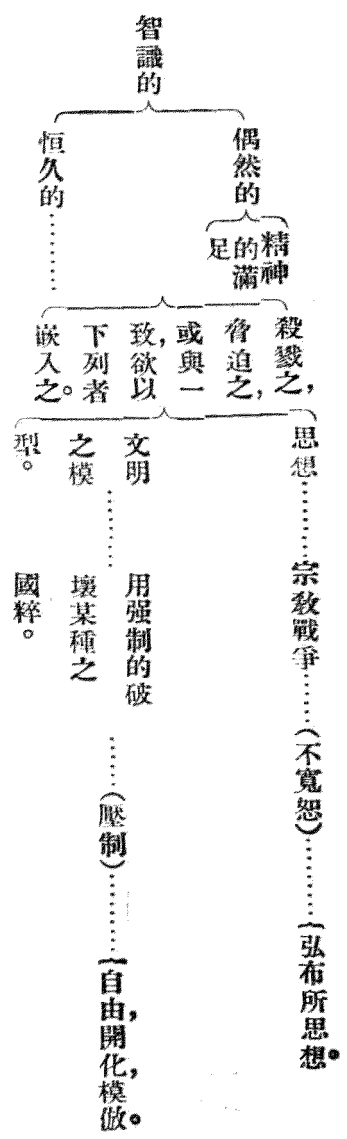 智識的
偶然的
精神
的滿
足
恒久的…………
殺戮之，
脅迫之，
或與一
致，欲以
下列者
嵌入之。
思想…………宗教戰爭………（不寬恕）…………｛弘布所思想。
文明
之模…………
型。
用强制的破
壞某種之
國粹。
………（壓制）…………｛自由，開化，模倣。